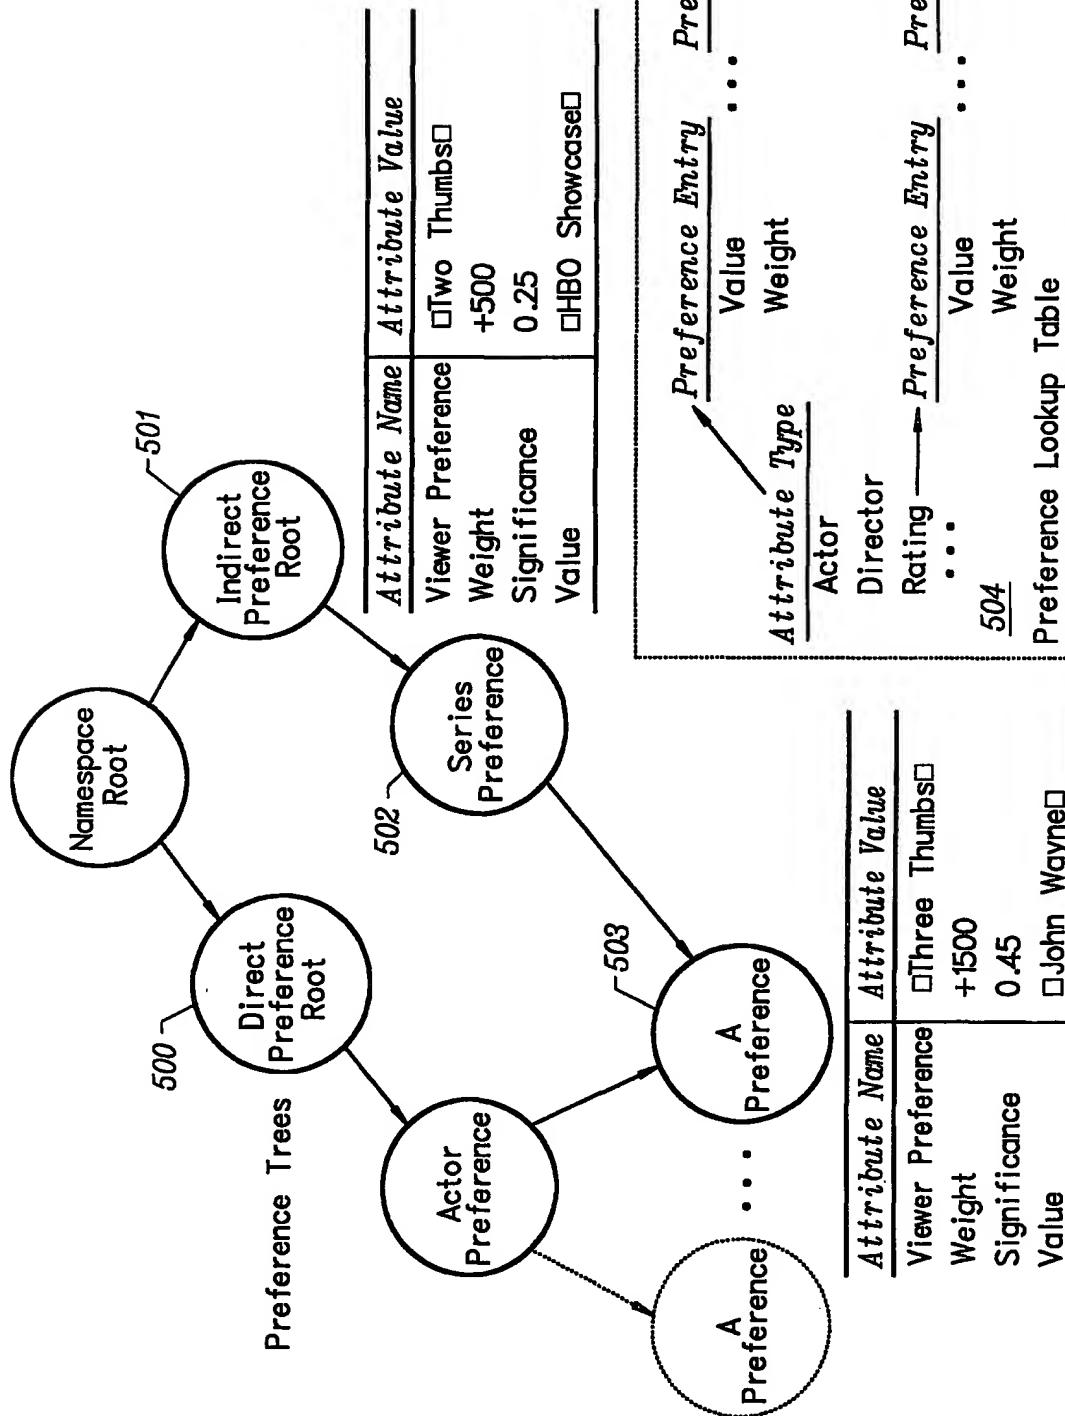 Preference Trees
Namespace
Root
500
Direct
Preference
Root
Indirect
Preference
Root
501
Actor
Preference
502
Series
Preference
A
Preference
• • •
A
Preference
503
Attribute Name Attribute Value
Viewer Preference □Two Thumbs□
Weight +500
Significance 0.25
Value □HBO Showcase□
Attribute Name Attribute Value
Viewer Preference □Three Thumbs□
Weight +1500
Significance 0.45
Value □John Wayne□
Attribute Type
Actor
Director
Rating
• • •
Preference Entry
Value • • •
Weight
Preference Entry
Value • • •
Weight
504
Preference Lookup Table